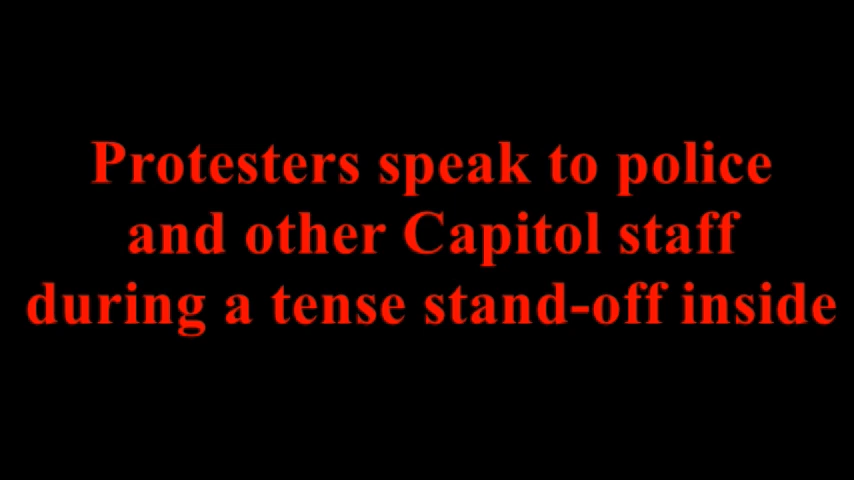 Protesters speak to police
and other Capitol staff
during a tense stand-off inside